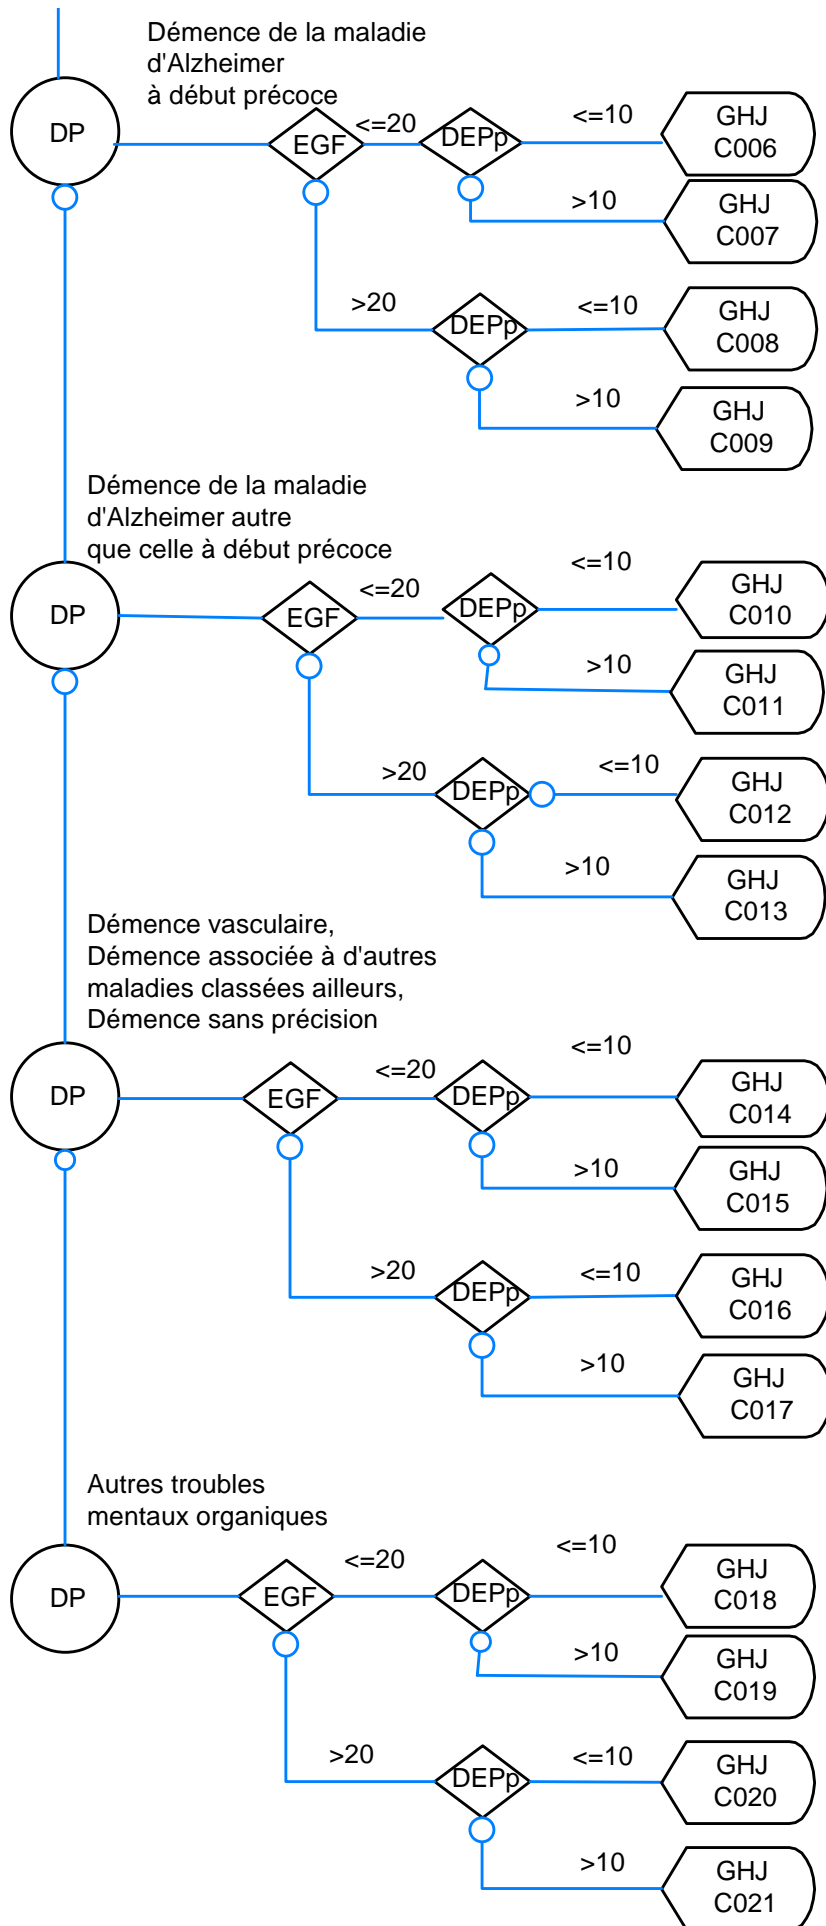 Démence de la maladie
d'Alzheimer
à début précoce
DP
EGF
<=20
DEPp
<=10
GHJ
C006
>10
GHJ
C007
>20
DEPp
<=10
GHJ
C008
>10
GHJ
C009
Démence de la maladie
d'Alzheimer autre
que celle à début précoce
DP
EGF
<=20
DEPp
<=10
GHJ
C010
>10
GHJ
C011
>20
DEPp
<=10
GHJ
C012
>10
GHJ
C013
Démence vasculaire,
Démence associée à d'autres
maladies classées ailleurs,
Démence sans précision
DP
EGF
<=20
DEPp
<=10
GHJ
C014
>10
GHJ
C015
>20
DEPp
<=10
GHJ
C016
>10
GHJ
C017
Autres troubles
mentaux organiques
DP
EGF
<=20
DEPp
<=10
GHJ
C018
>10
GHJ
C019
>20
DEPp
<=10
GHJ
C020
>10
GHJ
C021